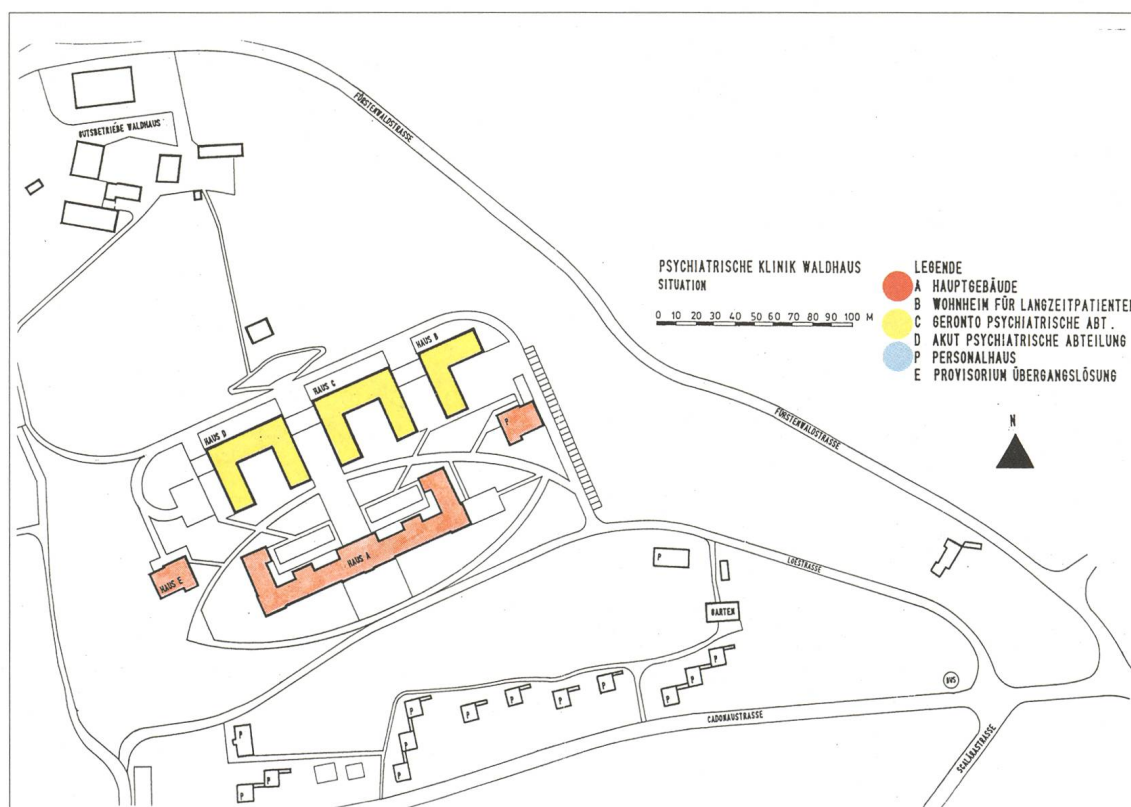 FÜRSTENWALDSTRASSE
GUTSBETRIEBE WALDHAUS
PSYCHIATRISCHE KLINIK WALDHAUS
SITUATION
0 10 20 30 40 50 60 70 80 90 100 M
LEGENDE
A HAUPTGEBÄUDE
B WOHNHEIM FÜR LANGZEITPATIENTEN
C GERONTO PSYCHIATRISCHE ABT.
D AKUT PSYCHIATRISCHE ABTEILUNG
P PERSONALHAUS
E PROVISORIUM ÜBERGANGSLÖSUNG
N
HAUS B
HAUS C
HAUS D
P
FÜRSTENWALDSTRASSE
HAUS A
HAUS E
P
LOESTRASSE
GARTEN
P
P
P
P
P
P
P
P
BUS
CADONAUSTRASSE
SCALÄRASTRASSE
P
P
P
P
P
P